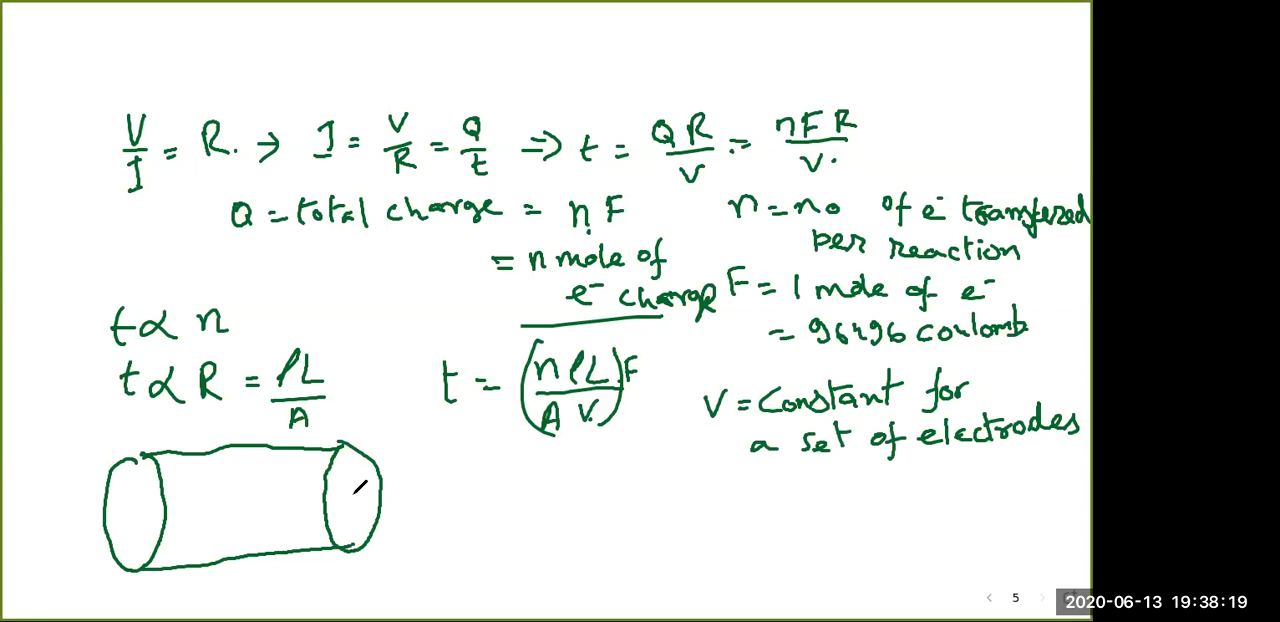 V/I = R. → I = V/R = Q/t ⇒ t = QR/V = nFR/V.
Q = total charge = nF
= n mole of
e⁻ charge
n = no of e⁻ transfered
per reaction
F = 1 mole of e⁻
= 96496 coulomb
t ∝ n
t ∝ R = ρL/A
t = (nρL/AV)F
V = Constant for
a set of electrodes
5
2020-06-13 19:38:19